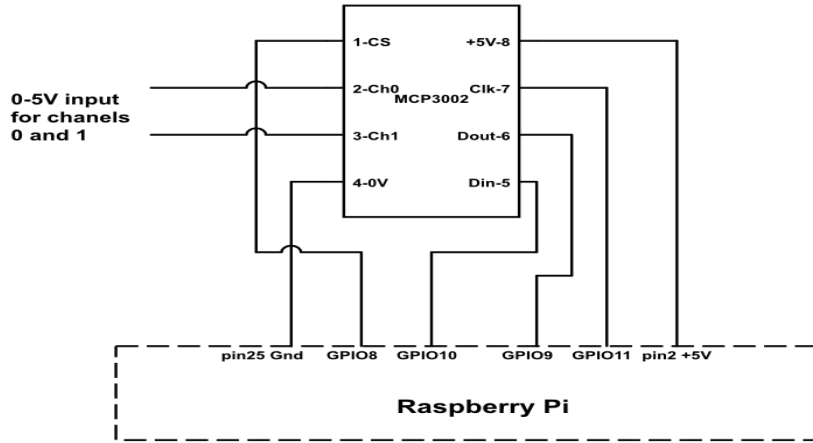 1-CS
+5V-8
2-Ch0
Clk-7
MCP3002
0-5V input
for chanels
0 and 1
3-Ch1
Dout-6
4-0V
Din-5
pin25 Gnd
GPIO8
GPIO10
GPIO9
GPIO11
pin2 +5V
Raspberry Pi